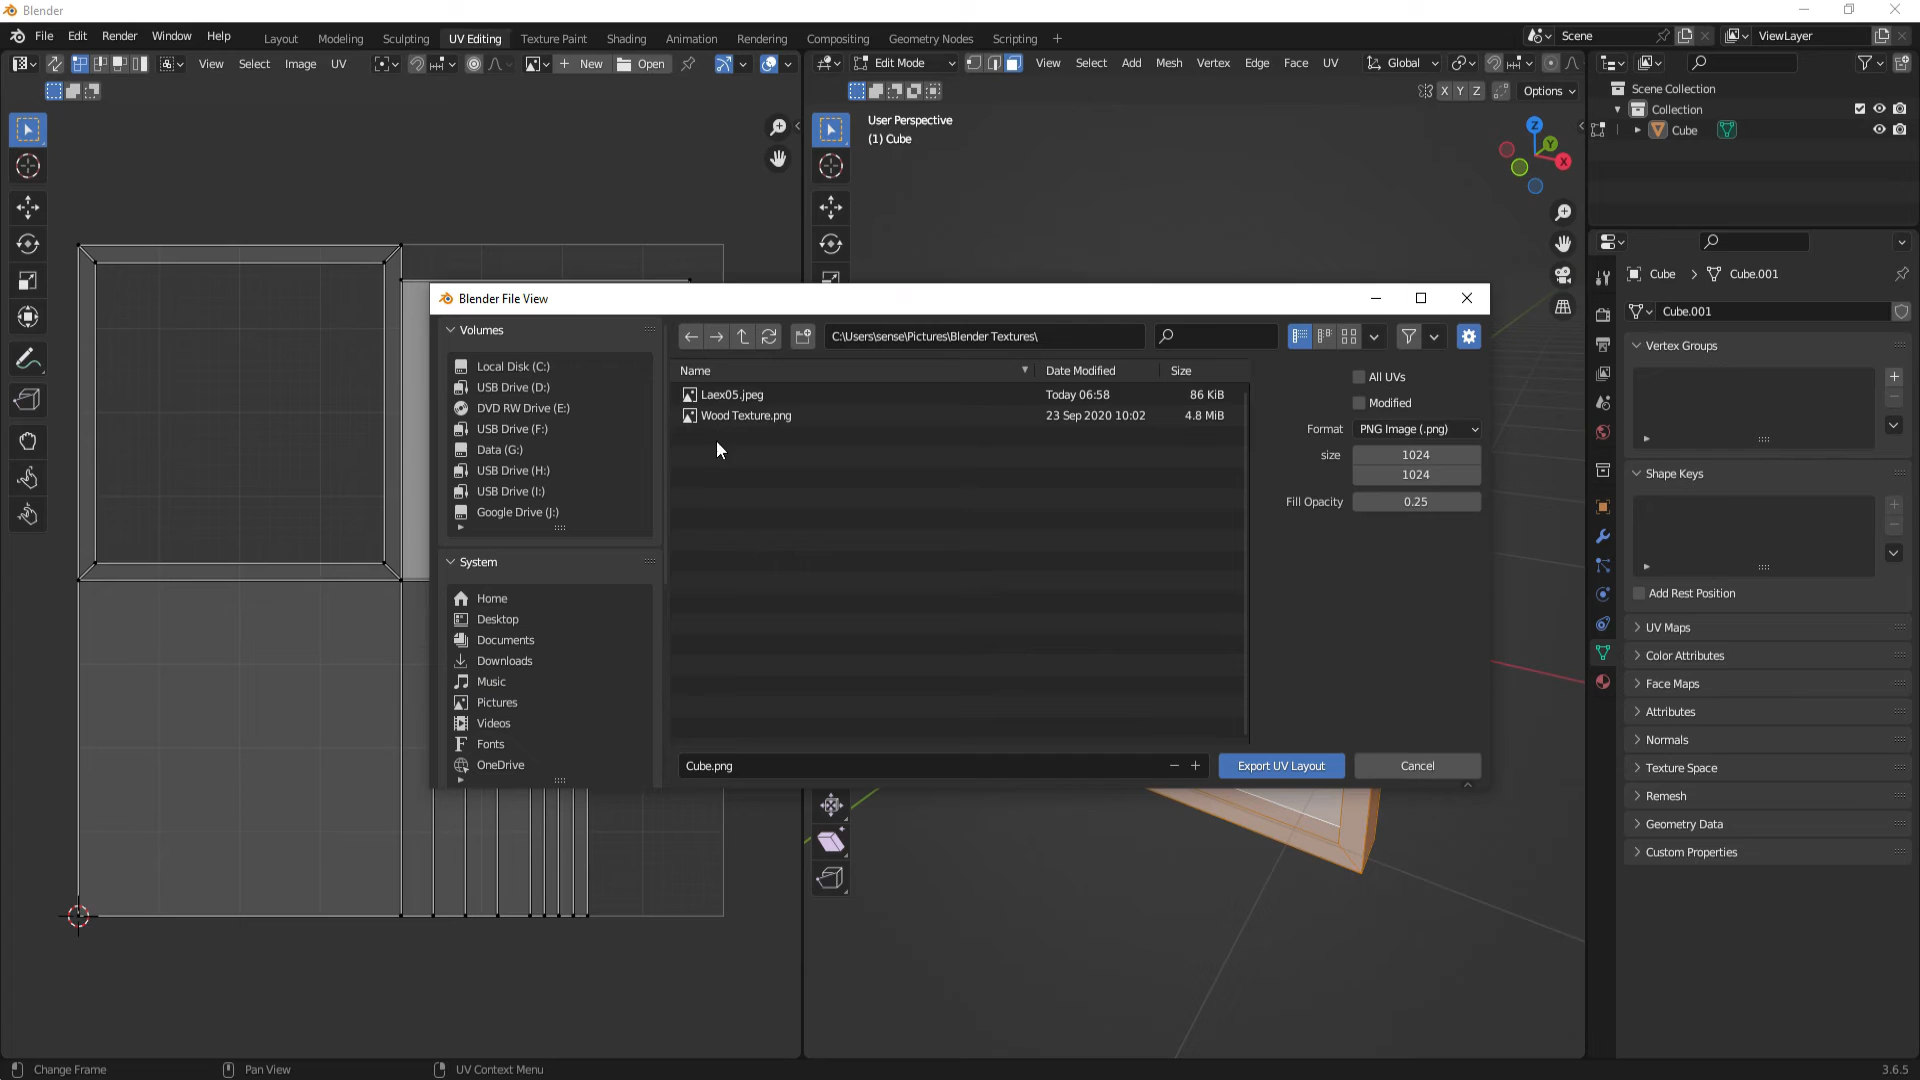 Blender
File Edit Render Window Help
Layout Modeling Sculpting UV Editing Texture Paint Shading Animation Rendering Compositing Geometry Nodes Scripting +
Scene
ViewLayer
View Select Image UV
New
Open
Edit Mode
View Select Add Mesh Vertex Edge Face UV
Global
X Y Z
Options
User Perspective
(1) Cube
Z
Y
X
Scene Collection
Collection
Cube
Blender File View
Volumes
Local Disk (C:)
USB Drive (D:)
DVD RW Drive (E:)
USB Drive (F:)
Data (G:)
USB Drive (H:)
USB Drive (I:)
Google Drive (J:)
System
Home
Desktop
Documents
Downloads
Music
Pictures
Videos
Fonts
OneDrive
C:\Users\sense\Pictures\Blender Textures\
Name Date Modified Size
Laex05.jpeg Today 06:58 86 KiB
Wood Texture.png 23 Sep 2020 10:02 4.8 MiB
All UVs
Modified
Format PNG Image (.png)
size 1024
1024
Fill Opacity 0.25
Cube.png
Export UV Layout
Cancel
Cube > Cube.001
Cube.001
Vertex Groups
Shape Keys
Add Rest Position
UV Maps
Color Attributes
Face Maps
Attributes
Normals
Texture Space
Remesh
Geometry Data
Custom Properties
Change Frame
Pan View
UV Context Menu
3.6.5